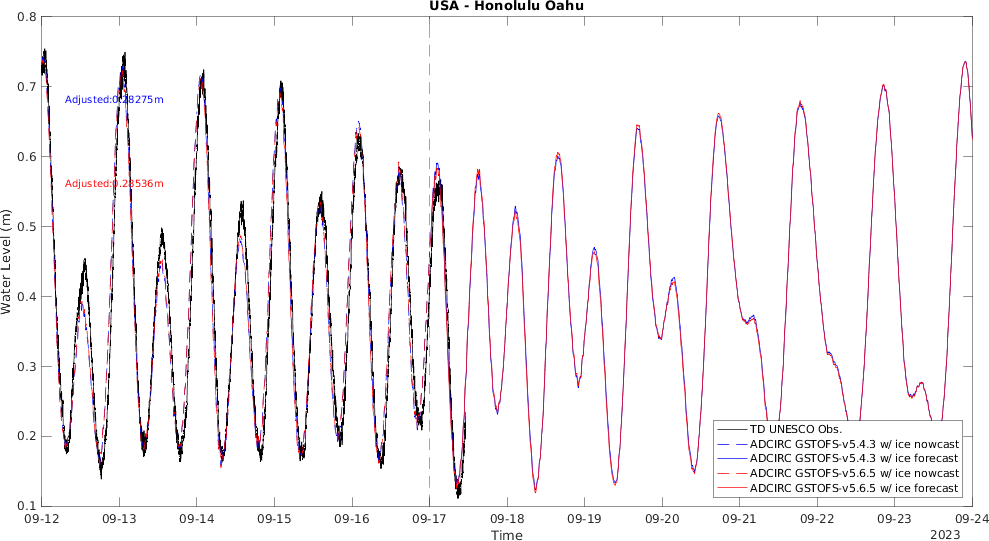 USA - Honolulu Oahu
0.8
0.7
0.6
0.5
0.4
0.3
0.2
0.1
Water Level (m)
Adjusted:0.28275m
Adjusted:0.28536m
TD UNESCO Obs.
ADCIRC GSTOFS-v5.4.3 w/ ice nowcast
ADCIRC GSTOFS-v5.4.3 w/ ice forecast
ADCIRC GSTOFS-v5.6.5 w/ ice nowcast
ADCIRC GSTOFS-v5.6.5 w/ ice forecast
09-12 09-13 09-14 09-15 09-16 09-17 09-18 09-19 09-20 09-21 09-22 09-23 09-24
Time
2023